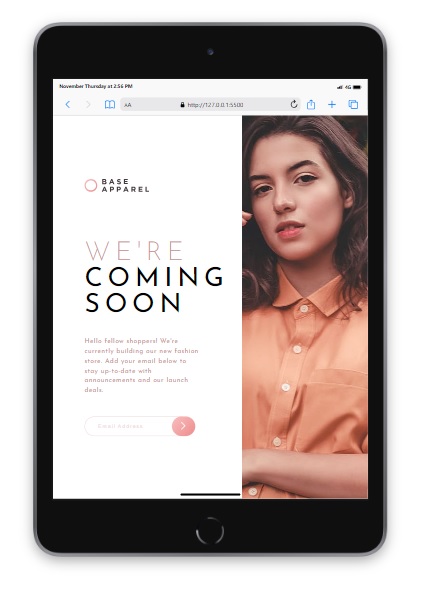 November Thursday at 2:56 PM
4G
AA
http://127.0.0.1:5500
BASE
APPAREL
WE'RE
COMING
SOON
Hello fellow shoppers! We're
currently building our new fashion
store. Add your email below to
stay up-to-date with
announcements and our launch
deals.
Email Address